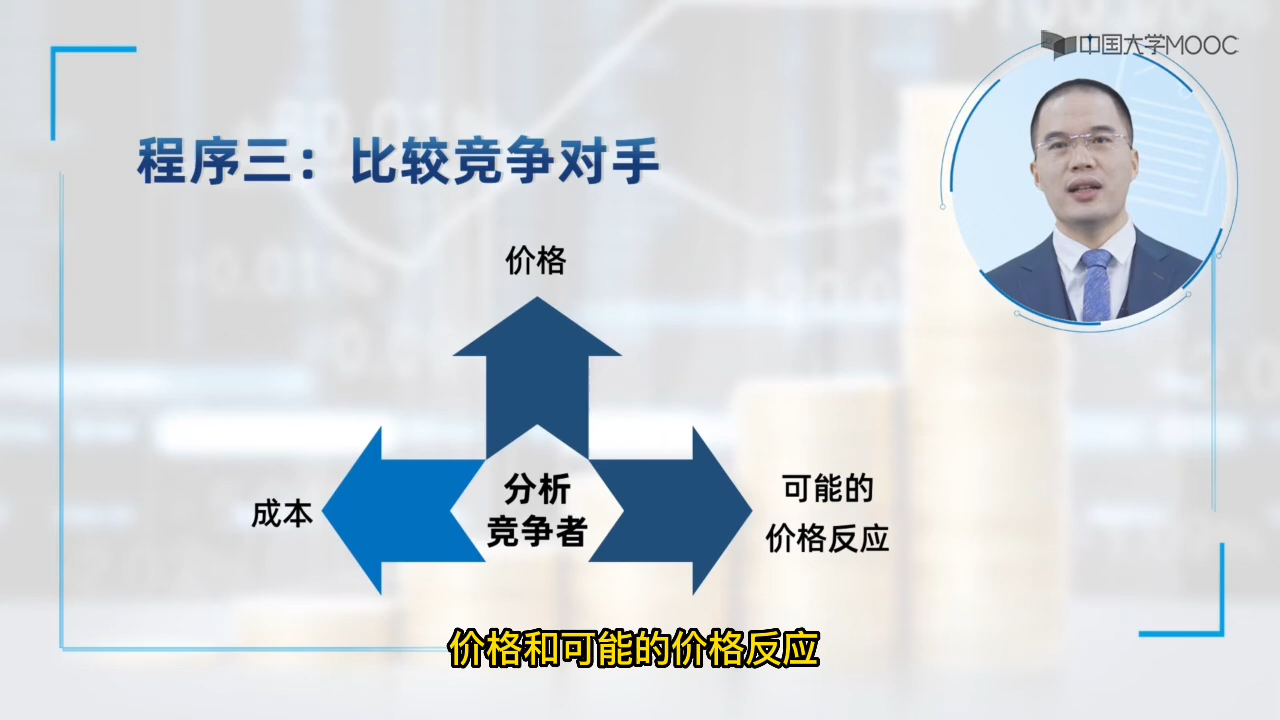 中国大学MOOC
程序三：比较竞争对手
价格
成本
分析
竞争者
可能的
价格反应
价格和可能的价格反应